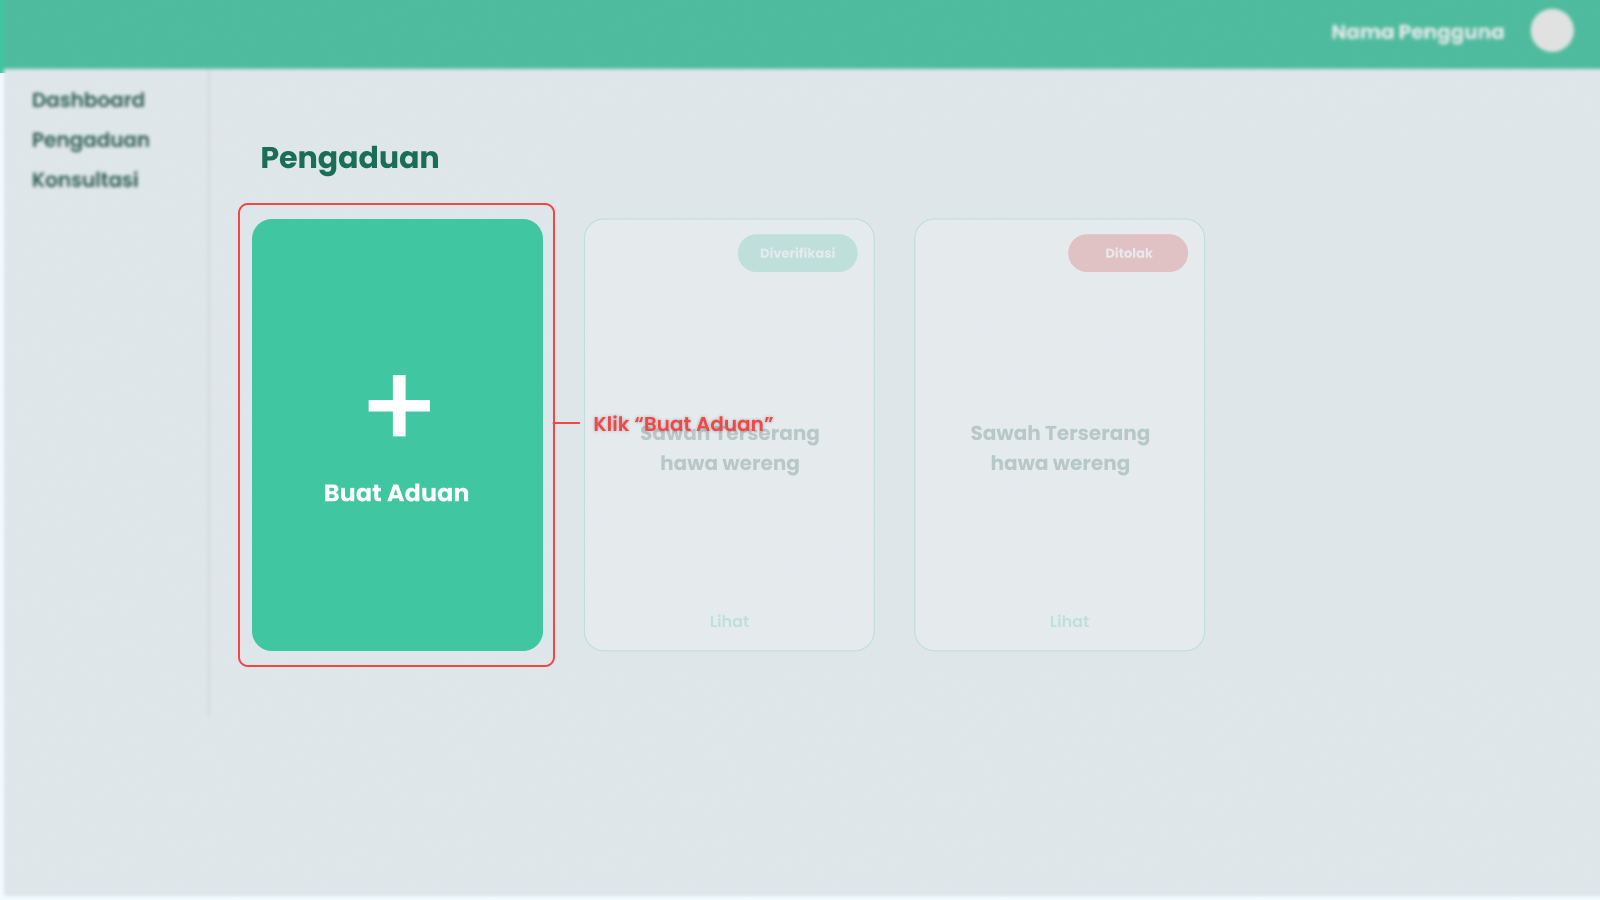 Nama Pengguna
Dashboard
Pengaduan
Konsultasi
Pengaduan
Buat Aduan
Klik “Buat Aduan”
Diverifikasi
Sawah Terserang
hawa wereng
Lihat
Ditolak
Sawah Terserang
hawa wereng
Lihat